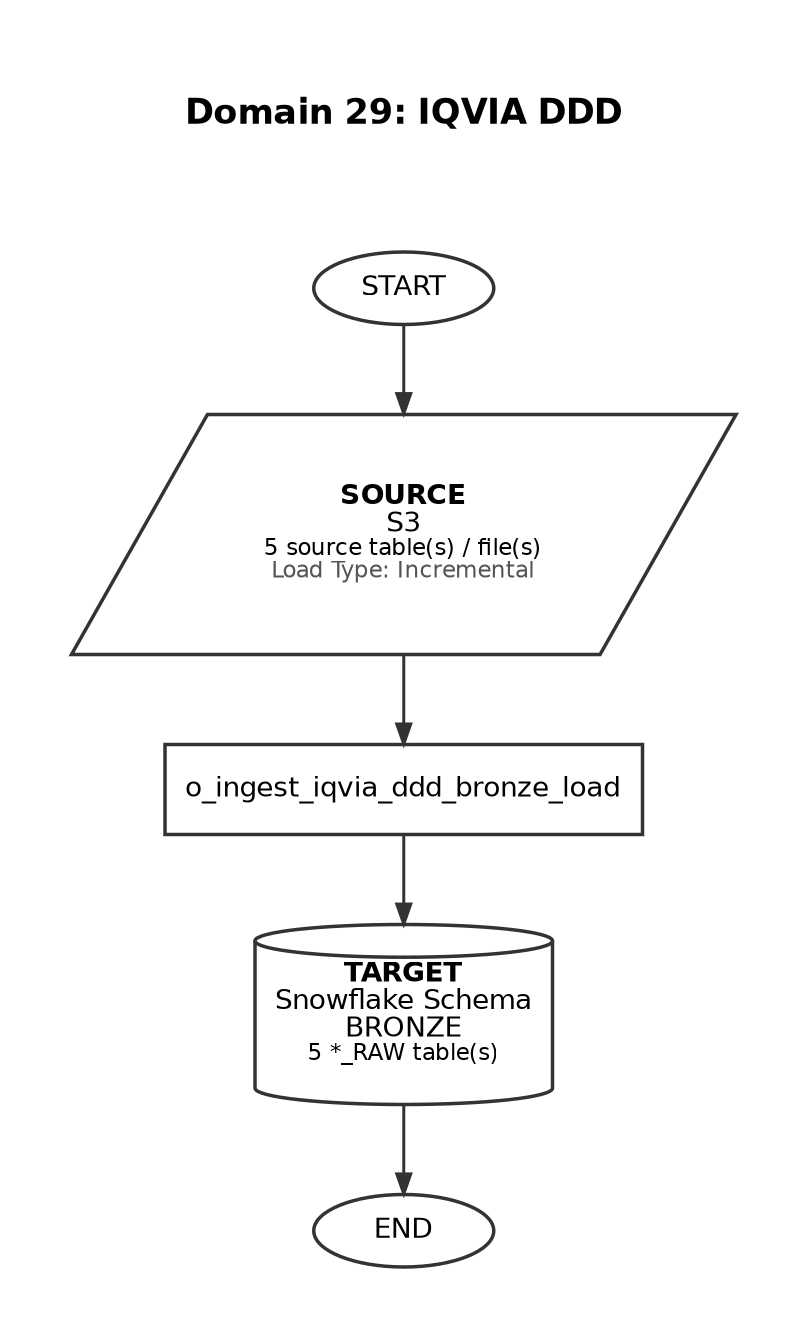 Domain 29: IQVIA DDD
START
SOURCE
S3
5 source table(s) / file(s)
Load Type: Incremental
o_ingest_iqvia_ddd_bronze_load
TARGET
Snowflake Schema
BRONZE
5 *_RAW table(s)
END